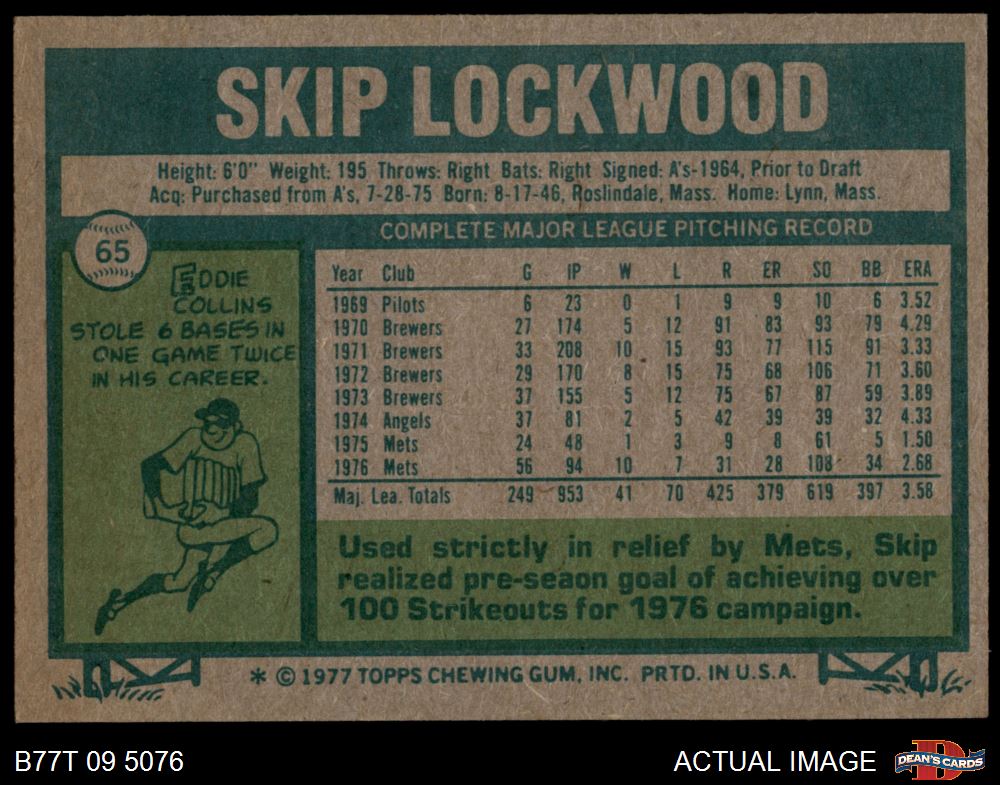 SKIP LOCKWOOD
Height: 6'0" Weight: 195 Throws: Right Bats: Right Signed: A's-1964, Prior to Draft
Acq: Purchased from A's, 7-28-75 Born: 8-17-46, Roslindale, Mass. Home: Lynn, Mass.
65
EDDIE
COLLINS
STOLE 6 BASES IN
ONE GAME TWICE
IN HIS CAREER.
COMPLETE MAJOR LEAGUE PITCHING RECORD
Year Club G IP W L R ER SO BB ERA
1969 Pilots 6 23 0 1 9 9 10 6 3.52
1970 Brewers 27 174 5 12 91 83 93 79 4.29
1971 Brewers 33 208 10 15 93 77 115 91 3.33
1972 Brewers 29 170 8 15 75 68 106 71 3.60
1973 Brewers 37 155 5 12 75 67 87 59 3.89
1974 Angels 37 81 2 5 42 39 39 32 4.33
1975 Mets 24 48 1 3 9 8 61 5 1.50
1976 Mets 56 94 10 7 31 28 108 34 2.68
Maj. Lea. Totals 249 953 41 70 425 379 619 397 3.58
Used strictly in relief by Mets, Skip
realized pre-seaon goal of achieving over
100 Strikeouts for 1976 campaign.
* © 1977 TOPPS CHEWING GUM, INC. PRTD. IN U.S.A.
B77T 09 5076
ACTUAL IMAGE
D
DEAN'S CARDS